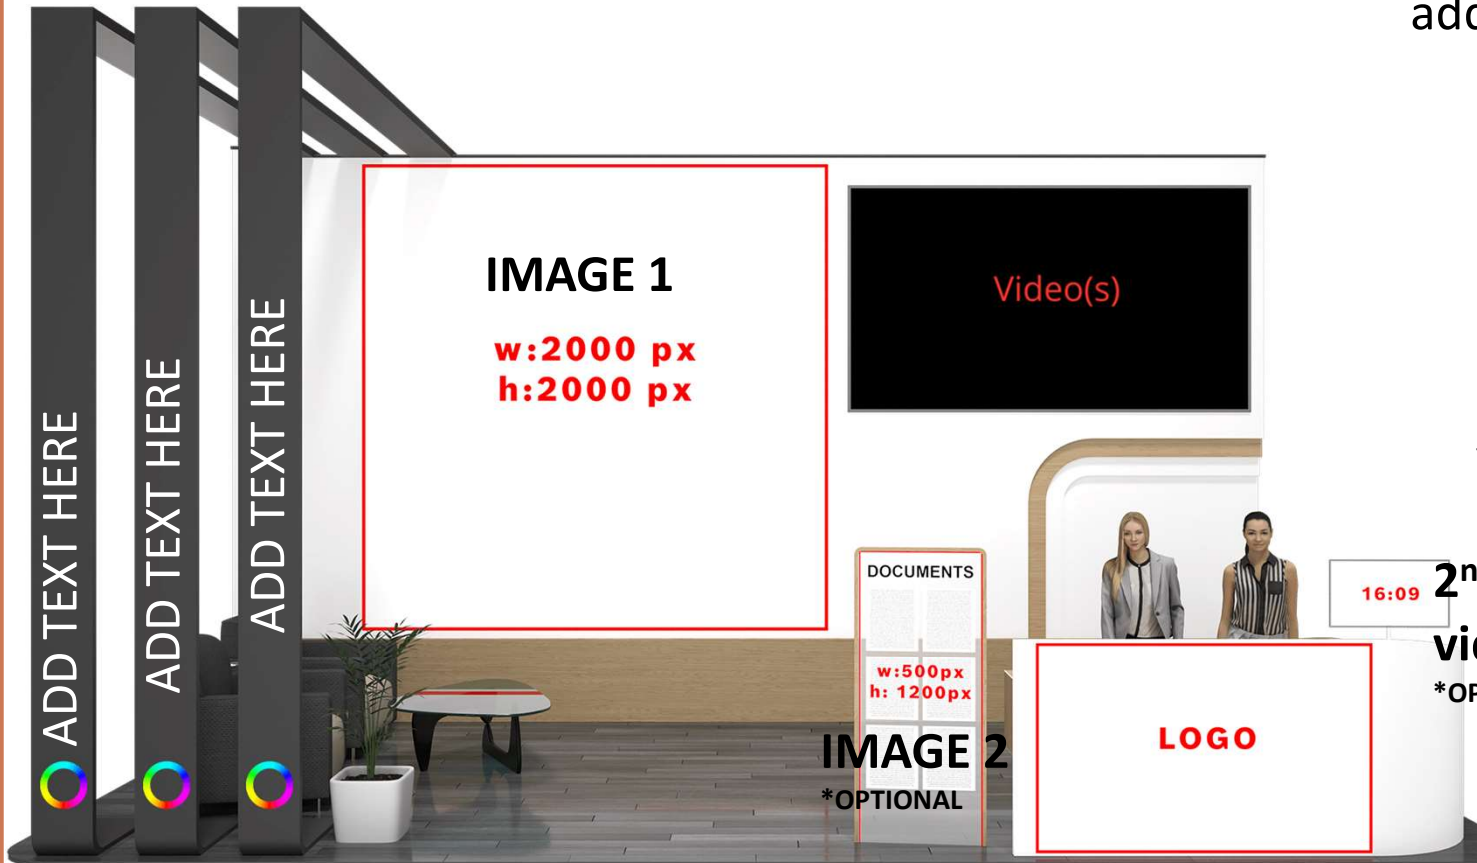 ADD TEXT HERE
ADD TEXT HERE
ADD TEXT HERE
IMAGE 1
w:2000 px
h:2000 px
Video(s)
DOCUMENTS
w:500px
h: 1200px
IMAGE 2
*OPTIONAL
LOGO
16:09